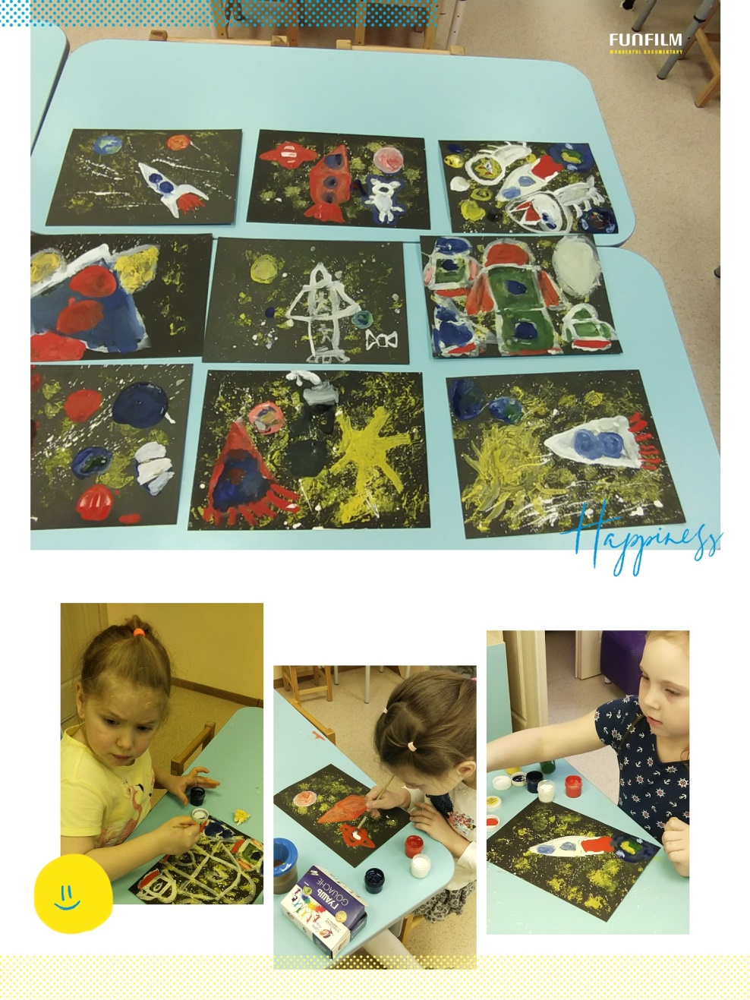 FUNFILM
WONDERFUL DOCUMENTARY
Happiness
ГУАШЬ
GOUACHE